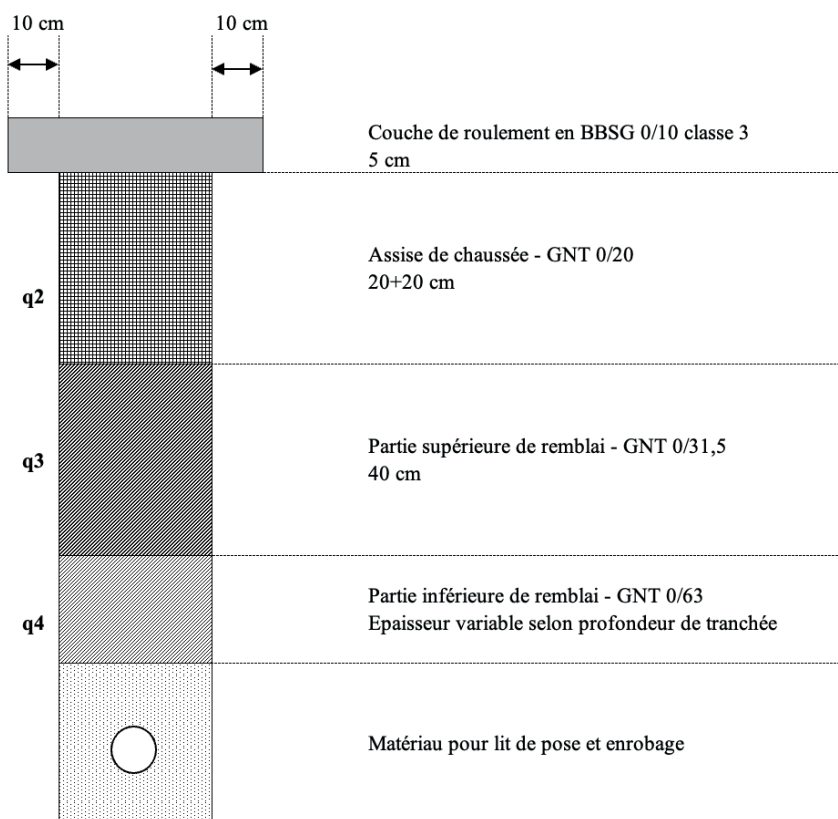 10 cm
10 cm
Couche de roulement en BBSG 0/10 classe 3
5 cm
Assise de chaussée - GNT 0/20
20+20 cm
q2
Partie supérieure de remblai - GNT 0/31,5
q3
40 cm
Partie inférieure de remblai - GNT 0/63
q4
Epaisseur variable selon profondeur de tranchée
Matériau pour lit de pose et enrobage